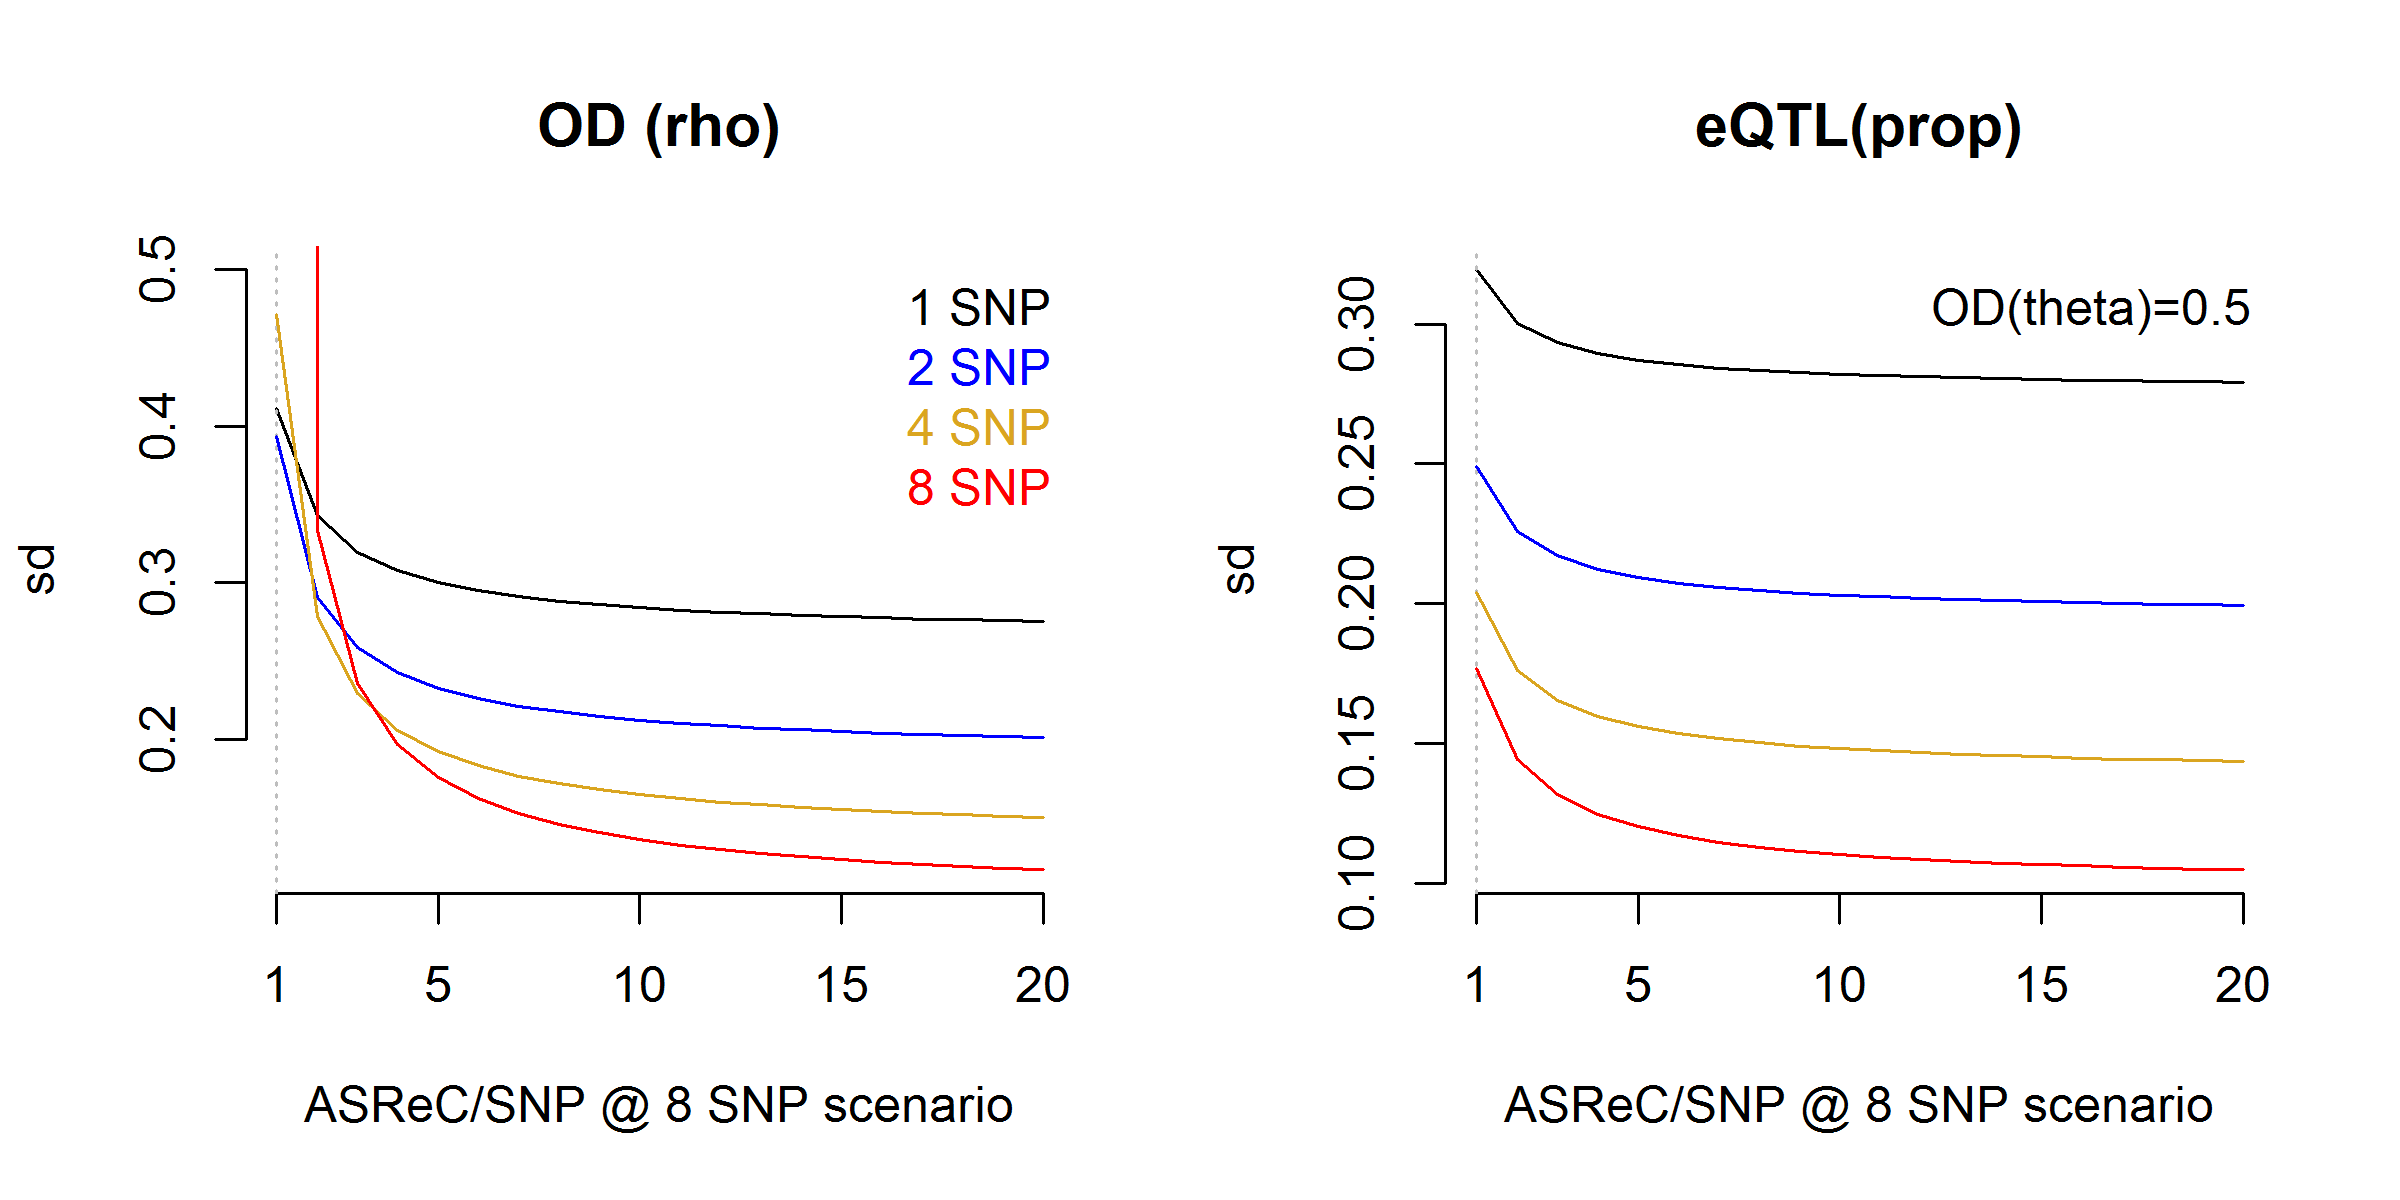 OD (rho)
sd
0.5
0.4
0.3
0.2
1 SNP
2 SNP
4 SNP
8 SNP
1 5 10 15 20
ASReC/SNP @ 8 SNP scenario
eQTL(prop)
sd
0.30
0.25
0.20
0.15
0.10
OD(theta)=0.5
1 5 10 15 20
ASReC/SNP @ 8 SNP scenario